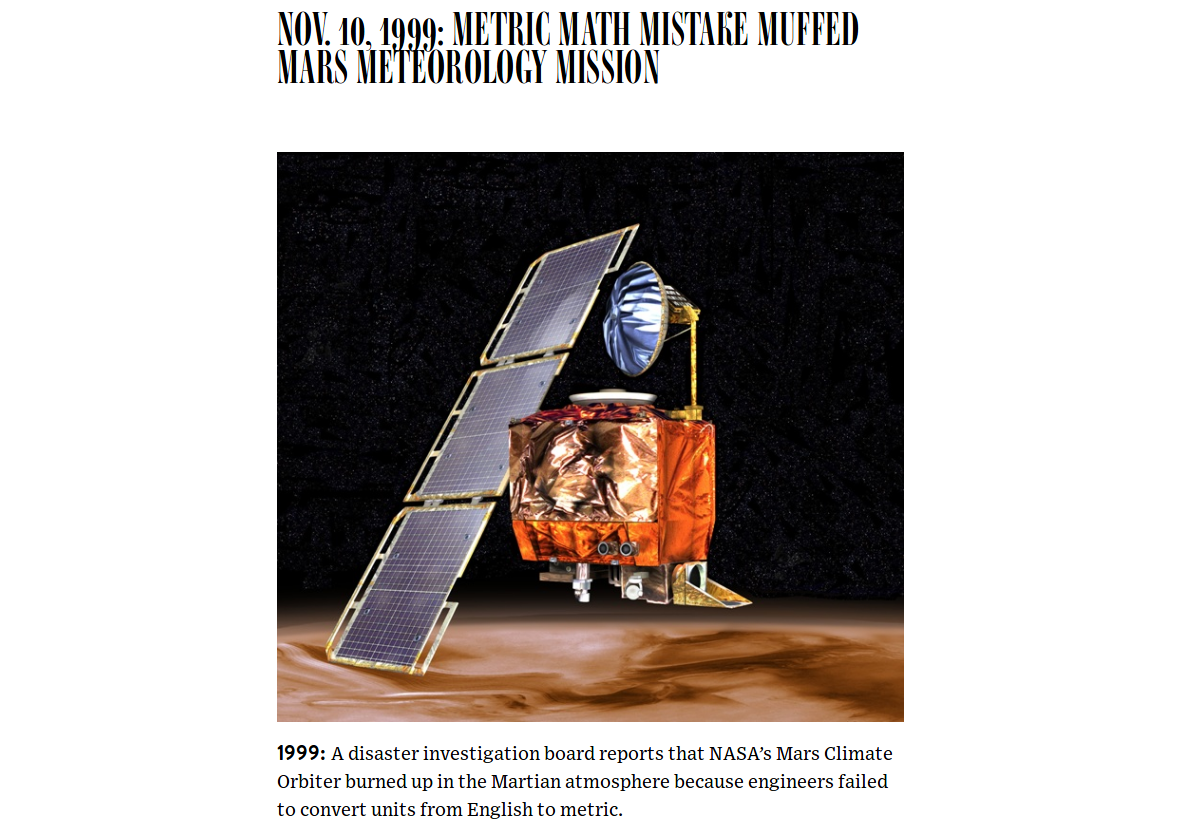 NOV. 10, 1999: METRIC MATH MISTAKE MUFFED
MARS METEOROLOGY MISSION
1999: A disaster investigation board reports that NASA’s Mars Climate
Orbiter burned up in the Martian atmosphere because engineers failed
to convert units from English to metric.